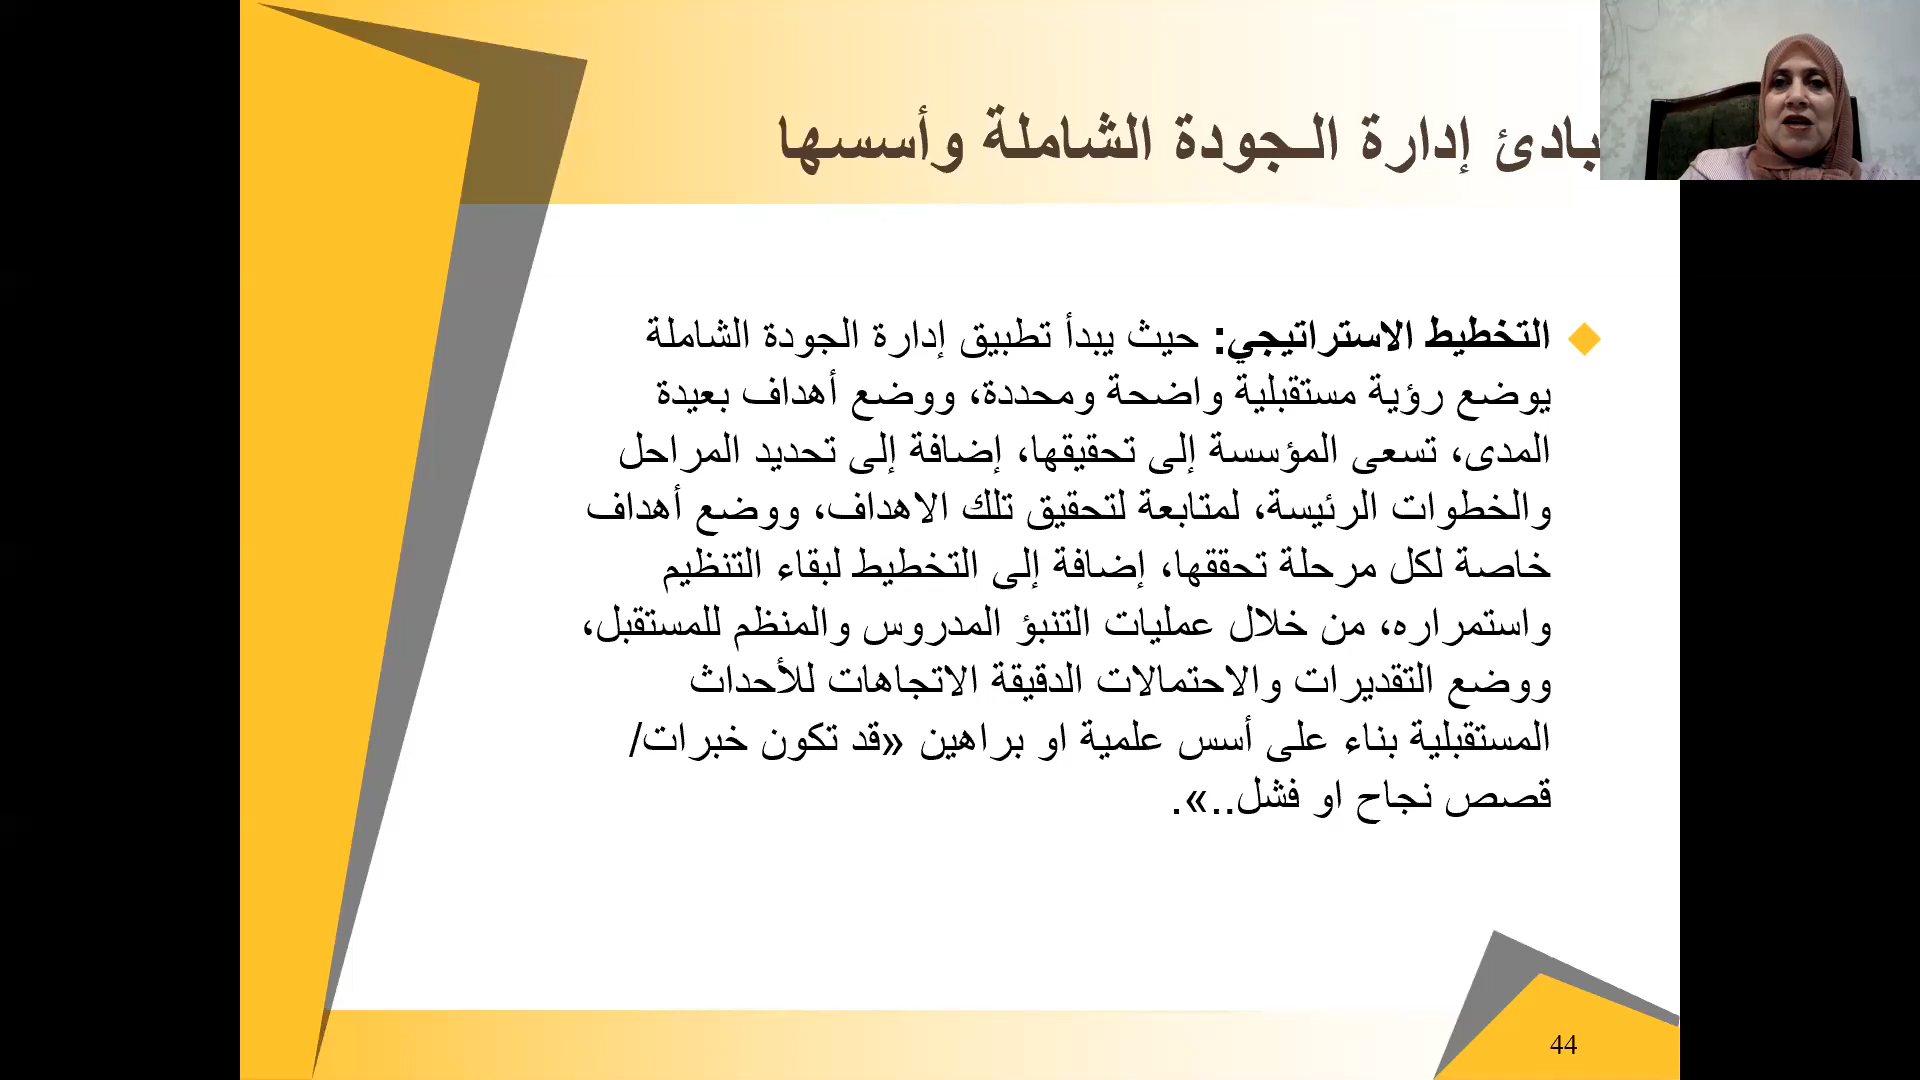 بادئ إدارة الـجودة الشاملة وأسسها
التخطيط الاستراتيجي: حيث يبدأ تطبيق إدارة الجودة الشاملة
يوضع رؤية مستقبلية واضحة ومحددة، ووضع أهداف بعيدة
المدى، تسعى المؤسسة إلى تحقيقها، إضافة إلى تحديد المراحل
والخطوات الرئيسة، لمتابعة لتحقيق تلك الاهداف، ووضع أهداف
خاصة لكل مرحلة تحققها، إضافة إلى التخطيط لبقاء التنظيم
واستمراره، من خلال عمليات التنبؤ المدروس والمنظم للمستقبل،
ووضع التقديرات والاحتمالات الدقيقة الاتجاهات للأحداث
المستقبلية بناء على أسس علمية او براهين «قد تكون خبرات/
قصص نجاح او فشل..».
44